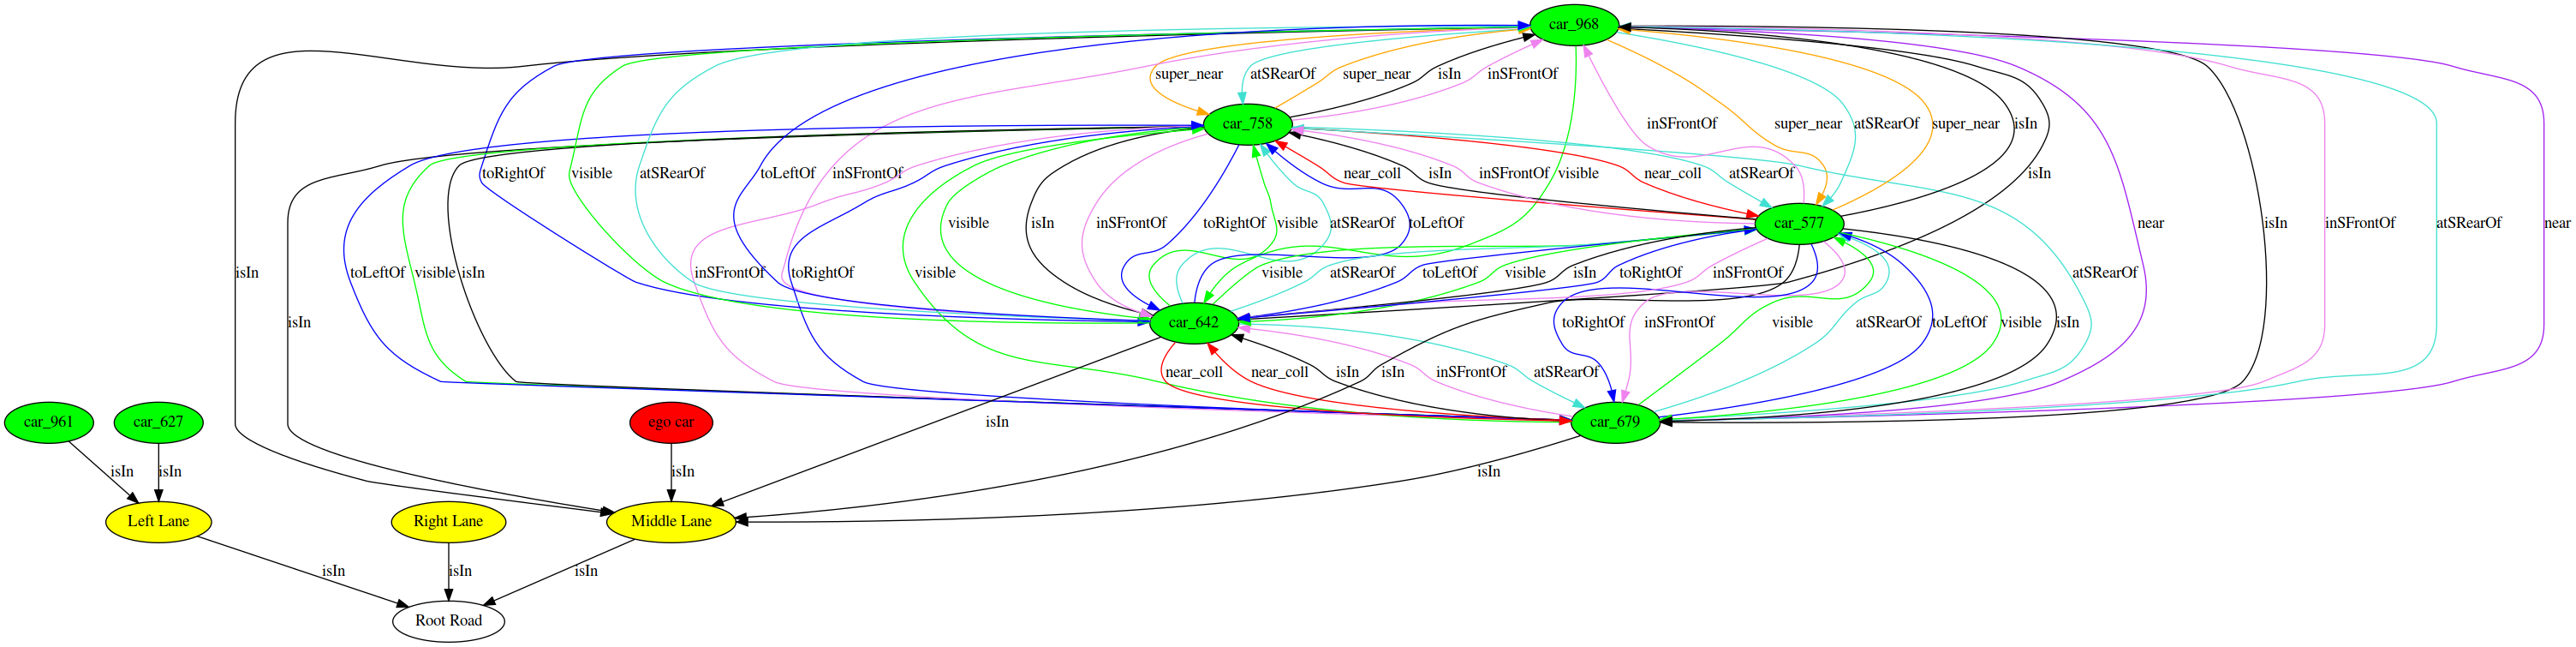 car_968
super_near atSRearOf super_near isIn inSFrontOf
car_758 inSFrontOf super_near atSRearOf super_near isIn
toRightOf visible atSRearOf toLeftOf inSFrontOf near_coll isIn inSFrontOf visible near_coll atSRearOf isIn
visible isIn inSFrontOf toRightOf visible atSRearOf toLeftOf car_577 near isIn inSFrontOf atSRearOf near
isIn toLeftOf visible isIn inSFrontOf toRightOf visible visible atSRearOf toLeftOf visible isIn toRightOf inSFrontOf atSRearOf
isIn car_642 toRightOf inSFrontOf visible atSRearOf toLeftOf visible isIn
near_coll near_coll isIn isIn inSFrontOf atSRearOf
car_961 car_627 ego car isIn car_679
isIn isIn isIn isIn
Left Lane Right Lane Middle Lane
isIn isIn isIn
Root Road